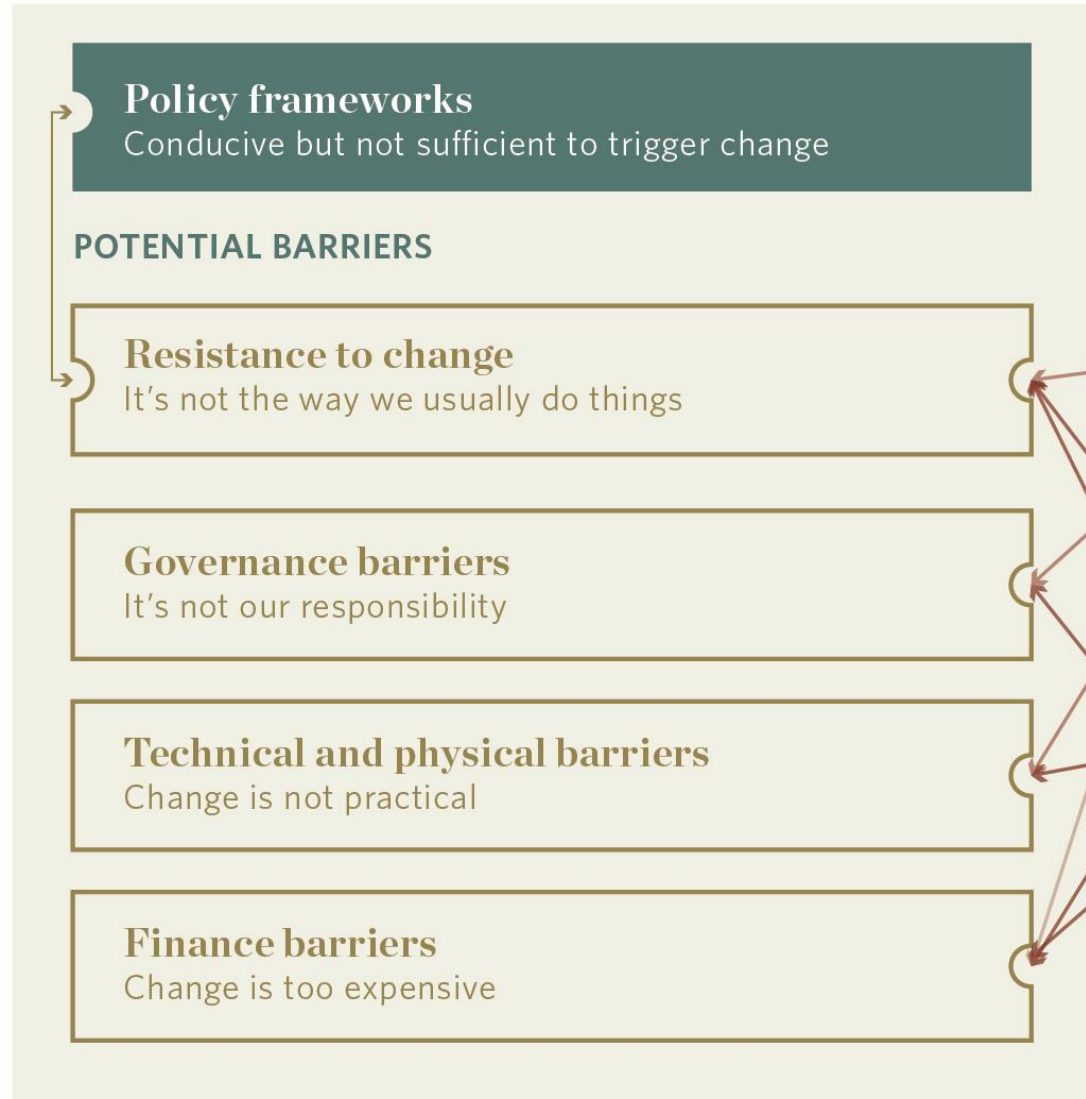 Policy frameworks
Conducive but not sufficient to trigger change
POTENTIAL BARRIERS
Resistance to change
It’s not the way we usually do things
Governance barriers
It’s not our responsibility
Technical and physical barriers
Change is not practical
Finance barriers
Change is too expensive